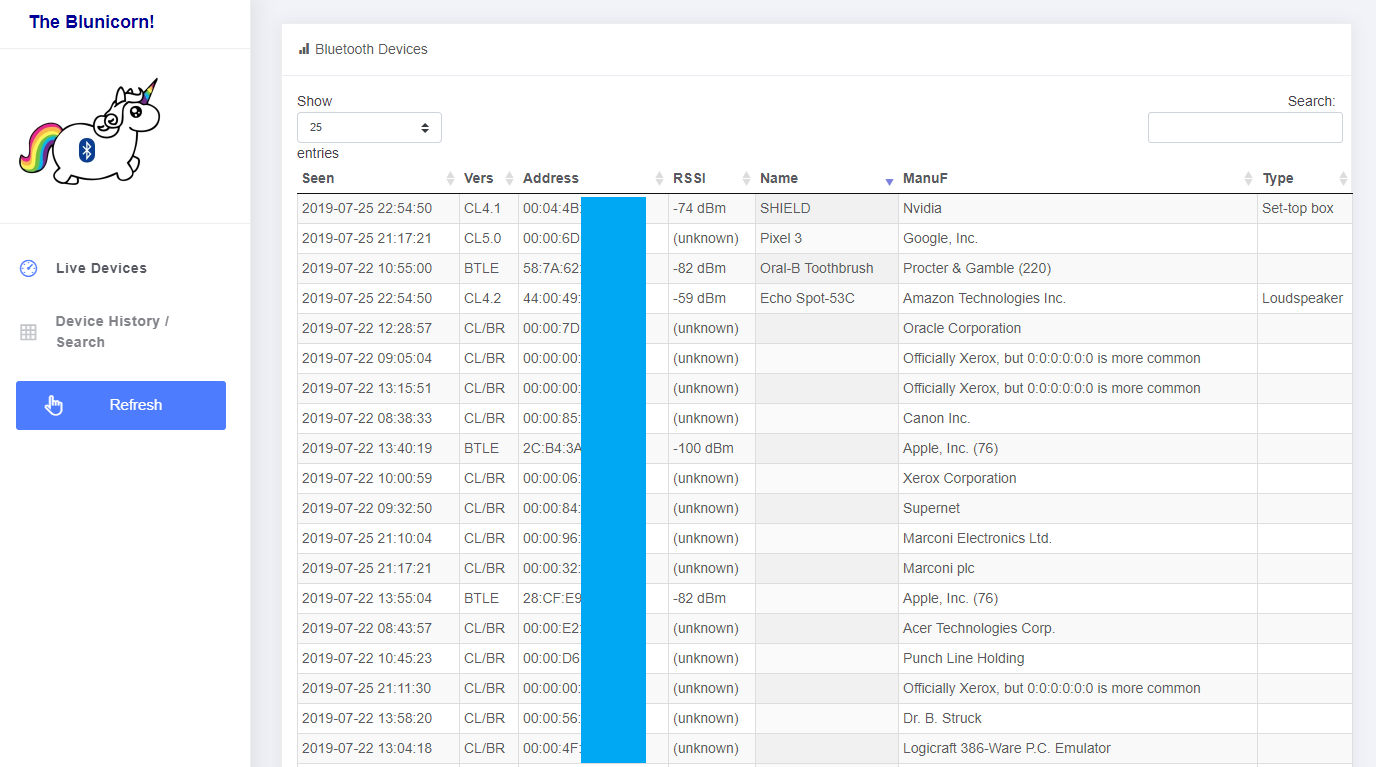 The Blunicorn!
Live Devices
Device History /
Search
Refresh
Bluetooth Devices
Show
25
entries
Search:
Seen Vers Address RSSI Name ManuF Type
2019-07-25 22:54:50 CL4.1 00:04:4B: -74 dBm SHIELD Nvidia Set-top box
2019-07-25 21:17:21 CL5.0 00:00:6D (unknown) Pixel 3 Google, Inc.
2019-07-22 10:55:00 BTLE 58:7A:62: -82 dBm Oral-B Toothbrush Procter & Gamble (220)
2019-07-25 22:54:50 CL4.2 44:00:49: -59 dBm Echo Spot-53C Amazon Technologies Inc. Loudspeaker
2019-07-22 12:28:57 CL/BR 00:00:7D (unknown) Oracle Corporation
2019-07-22 09:05:04 CL/BR 00:00:00: (unknown) Officially Xerox, but 0:0:0:0:0:0 is more common
2019-07-22 13:15:51 CL/BR 00:00:00: (unknown) Officially Xerox, but 0:0:0:0:0:0 is more common
2019-07-22 08:38:33 CL/BR 00:00:85: (unknown) Canon Inc.
2019-07-22 13:40:19 BTLE 2C:B4:3A -100 dBm Apple, Inc. (76)
2019-07-22 10:00:59 CL/BR 00:00:06: (unknown) Xerox Corporation
2019-07-22 09:32:50 CL/BR 00:00:84: (unknown) Supernet
2019-07-25 21:10:04 CL/BR 00:00:96: (unknown) Marconi Electronics Ltd.
2019-07-25 21:17:21 CL/BR 00:00:32: (unknown) Marconi plc
2019-07-22 13:55:04 BTLE 28:CF:E9 -82 dBm Apple, Inc. (76)
2019-07-22 08:43:57 CL/BR 00:00:E2: (unknown) Acer Technologies Corp.
2019-07-22 10:45:23 CL/BR 00:00:D6 (unknown) Punch Line Holding
2019-07-25 21:11:30 CL/BR 00:00:00: (unknown) Officially Xerox, but 0:0:0:0:0:0 is more common
2019-07-22 13:58:20 CL/BR 00:00:56: (unknown) Dr. B. Struck
2019-07-22 13:04:18 CL/BR 00:00:4F: (unknown) Logicraft 386-Ware P.C. Emulator